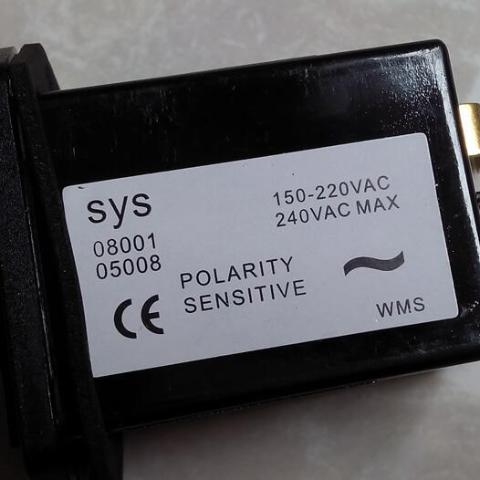 sys
08001
05008
150-220VAC
240VAC MAX
POLARITY
SENSITIVE
CE
WMS